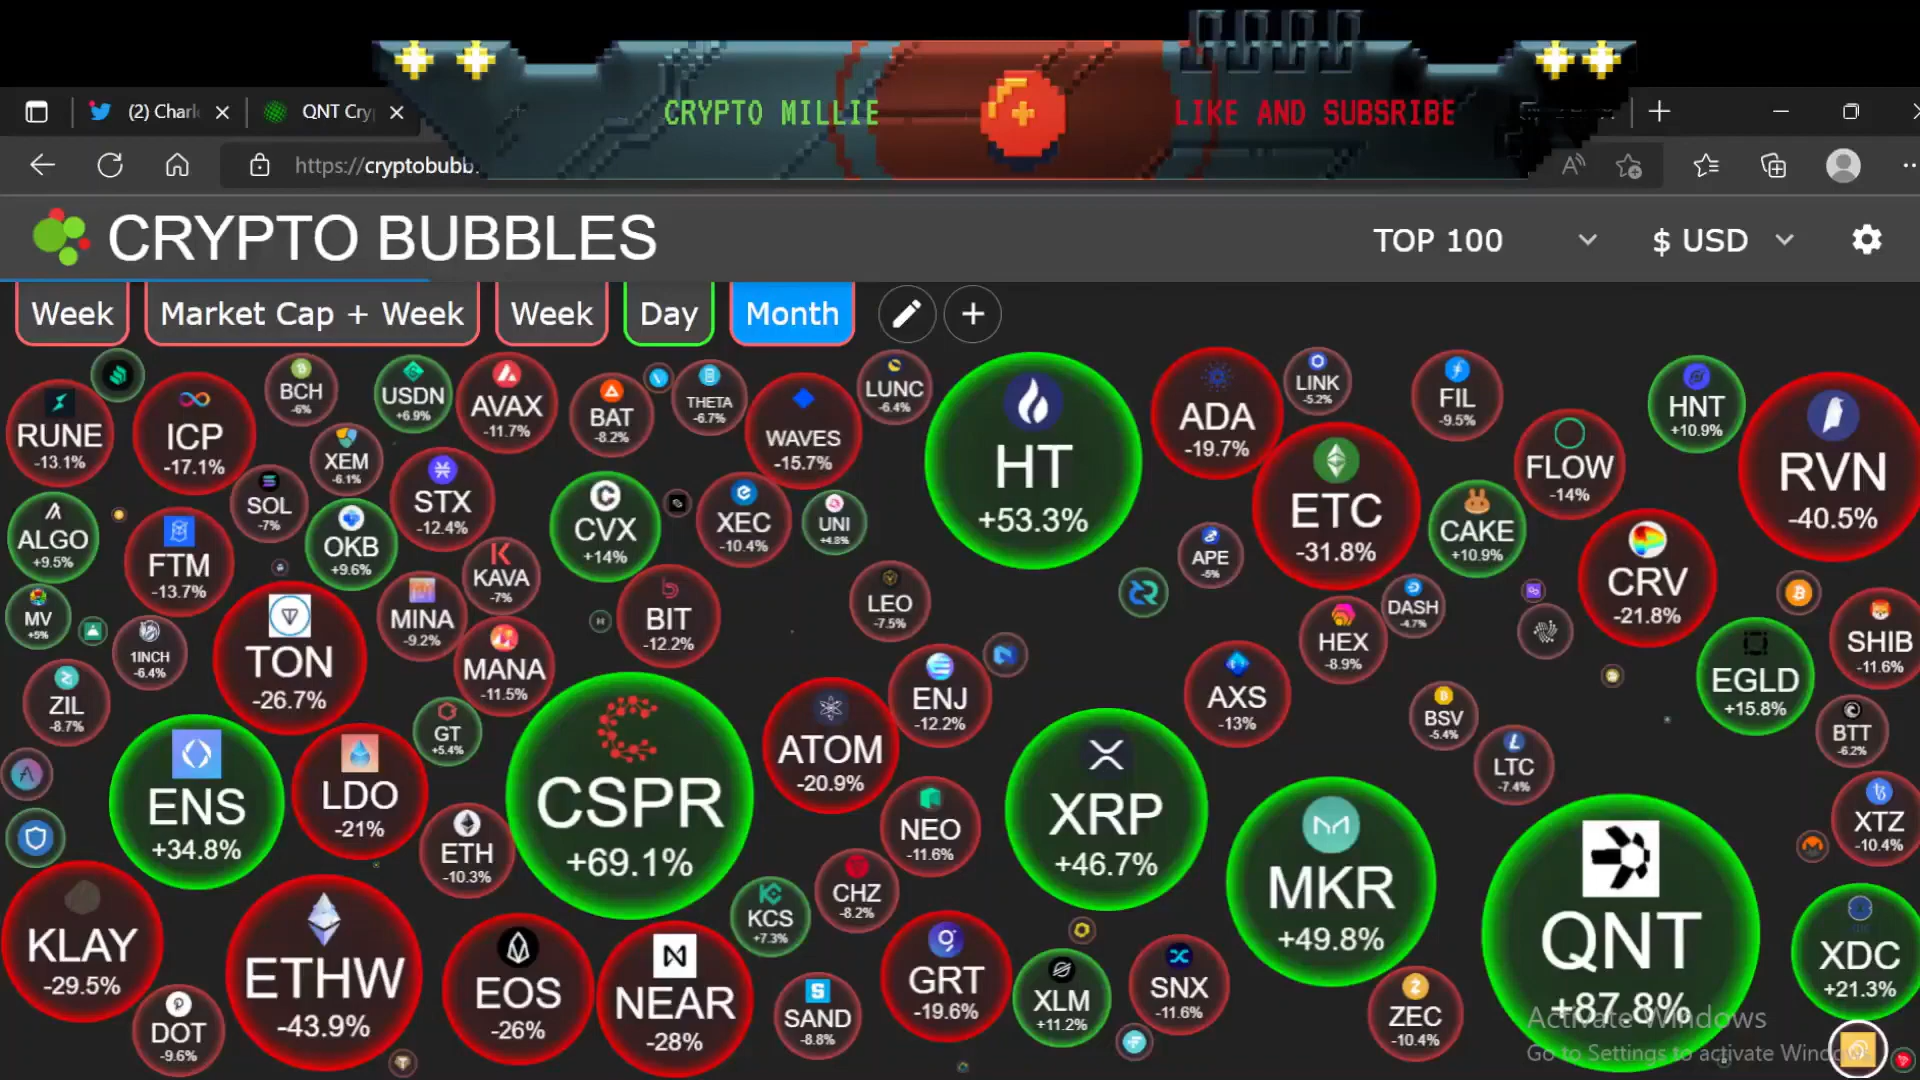 CRYPTO MILLIE
LIKE AND SUBSRIBE
(2) Charl
QNT Cry
https://cryptobubb
CRYPTO BUBBLES
TOP 100
$ USD
Week
Market Cap + Week
Week
Day
Month
RUNE
-13.1%
ICP
-17.1%
BCH
-6%
USDN
+6.9%
AVAX
-11.7%
BAT
-8.2%
THETA
-6.7%
WAVES
-15.7%
LUNC
-6.4%
HT
+53.3%
ADA
-19.7%
LINK
-5.2%
FIL
-9.5%
HNT
+10.9%
RVN
-40.5%
XEM
-6.1%
SOL
-7%
STX
-12.4%
CVX
+14%
XEC
-10.4%
UNI
+4.8%
ETC
-31.8%
CAKE
+10.9%
FLOW
-14%
ALGO
+9.5%
FTM
-13.7%
OKB
+9.6%
KAVA
-7%
APE
-5%
CRV
-21.8%
MV
+5%
1INCH
-6.4%
TON
-26.7%
MINA
-9.2%
MANA
-11.5%
BIT
-12.2%
LEO
-7.5%
HEX
-8.9%
DASH
-4.7%
SHIB
-11.6%
ZIL
-8.7%
GT
+5.4%
ENJ
-12.2%
AXS
-13%
BSV
-5.4%
EGLD
+15.8%
BTT
-6.2%
ENS
+34.8%
LDO
-21%
ETH
-10.3%
CSPR
+69.1%
ATOM
-20.9%
NEO
-11.6%
XRP
+46.7%
LTC
-7.4%
XTZ
-10.4%
KLAY
-29.5%
CHZ
-8.2%
KCS
+7.3%
MKR
+49.8%
QNT
+87.8%
ETHW
-43.9%
EOS
-26%
NEAR
-28%
GRT
-19.6%
XLM
+11.2%
SNX
-11.6%
XDC
+21.3%
DOT
-9.6%
SAND
-8.8%
ZEC
-10.4%
Activate Windows
Go to Settings to activate Windows